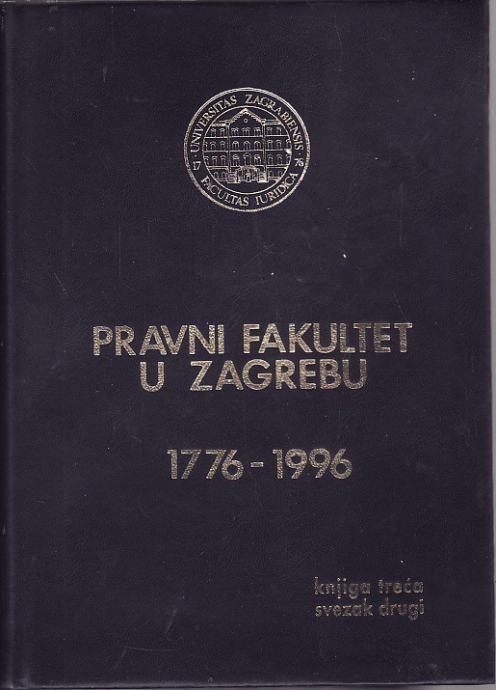 UNIVERSITAS ZAGRABIENSIS
17 76
FACULTAS IURIDICA
PRAVNI FAKULTET
U ZAGREBU
1776-1996
knjiga treća
svezak drugi